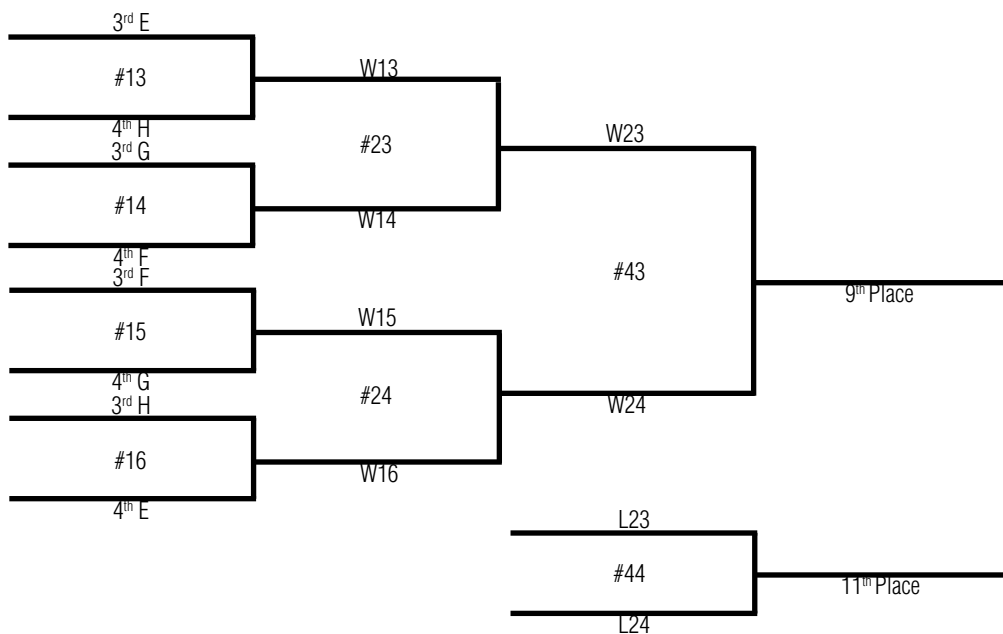 3rd E
#13
4th H
3rd G
#14
4th F
3rd F
#15
4th G
3rd H
#16
4th E
W13
#23
W14
W15
#24
W16
W23
#43
W24
9th Place
L23
#44
L24
11th Place